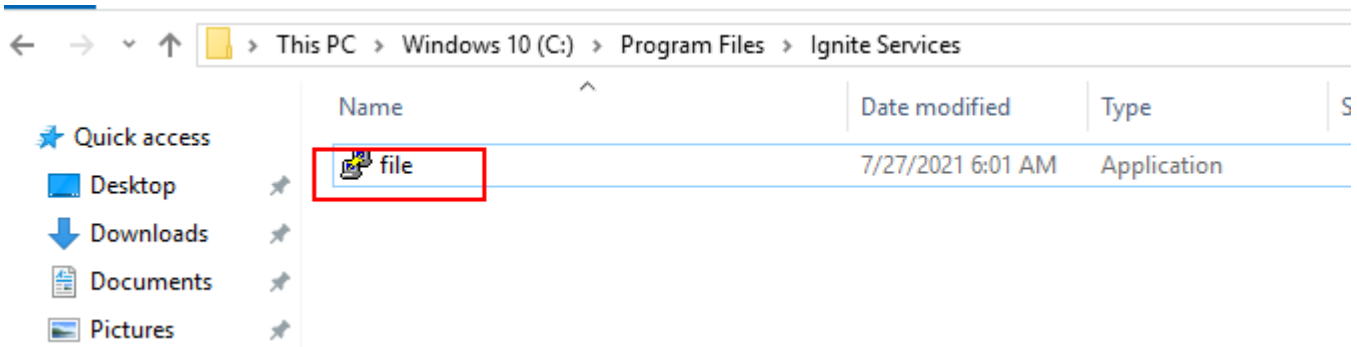 This PC > Windows 10 (C:) > Program Files > Ignite Services
Name Date modified Type S
Quick access
file 7/27/2021 6:01 AM Application
Desktop
Downloads
Documents
Pictures